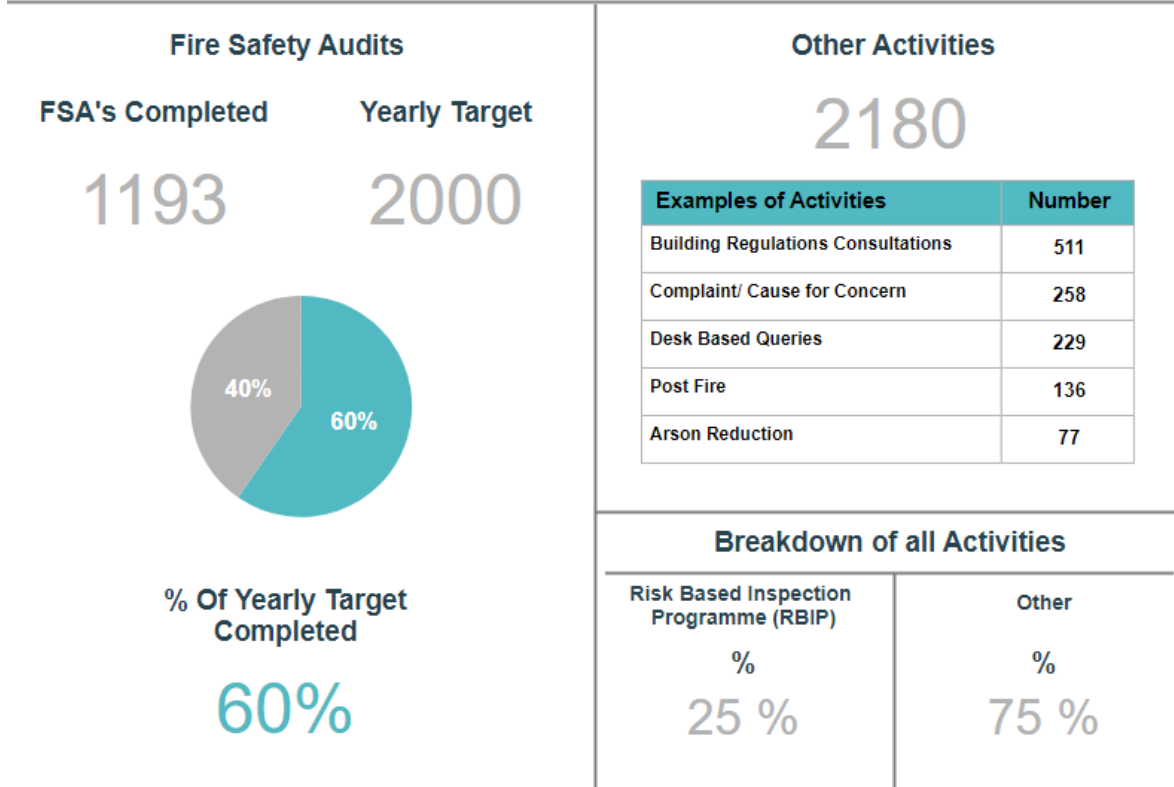 Fire Safety Audits
FSA's Completed
Yearly Target
1193
2000
40%
60%
% Of Yearly Target
Completed
60%
Other Activities
2180
Examples of Activities Number
Building Regulations Consultations 511
Complaint/ Cause for Concern 258
Desk Based Queries 229
Post Fire 136
Arson Reduction 77
Breakdown of all Activities
Risk Based Inspection
Programme (RBIP)
%
25 %
Other
%
75 %